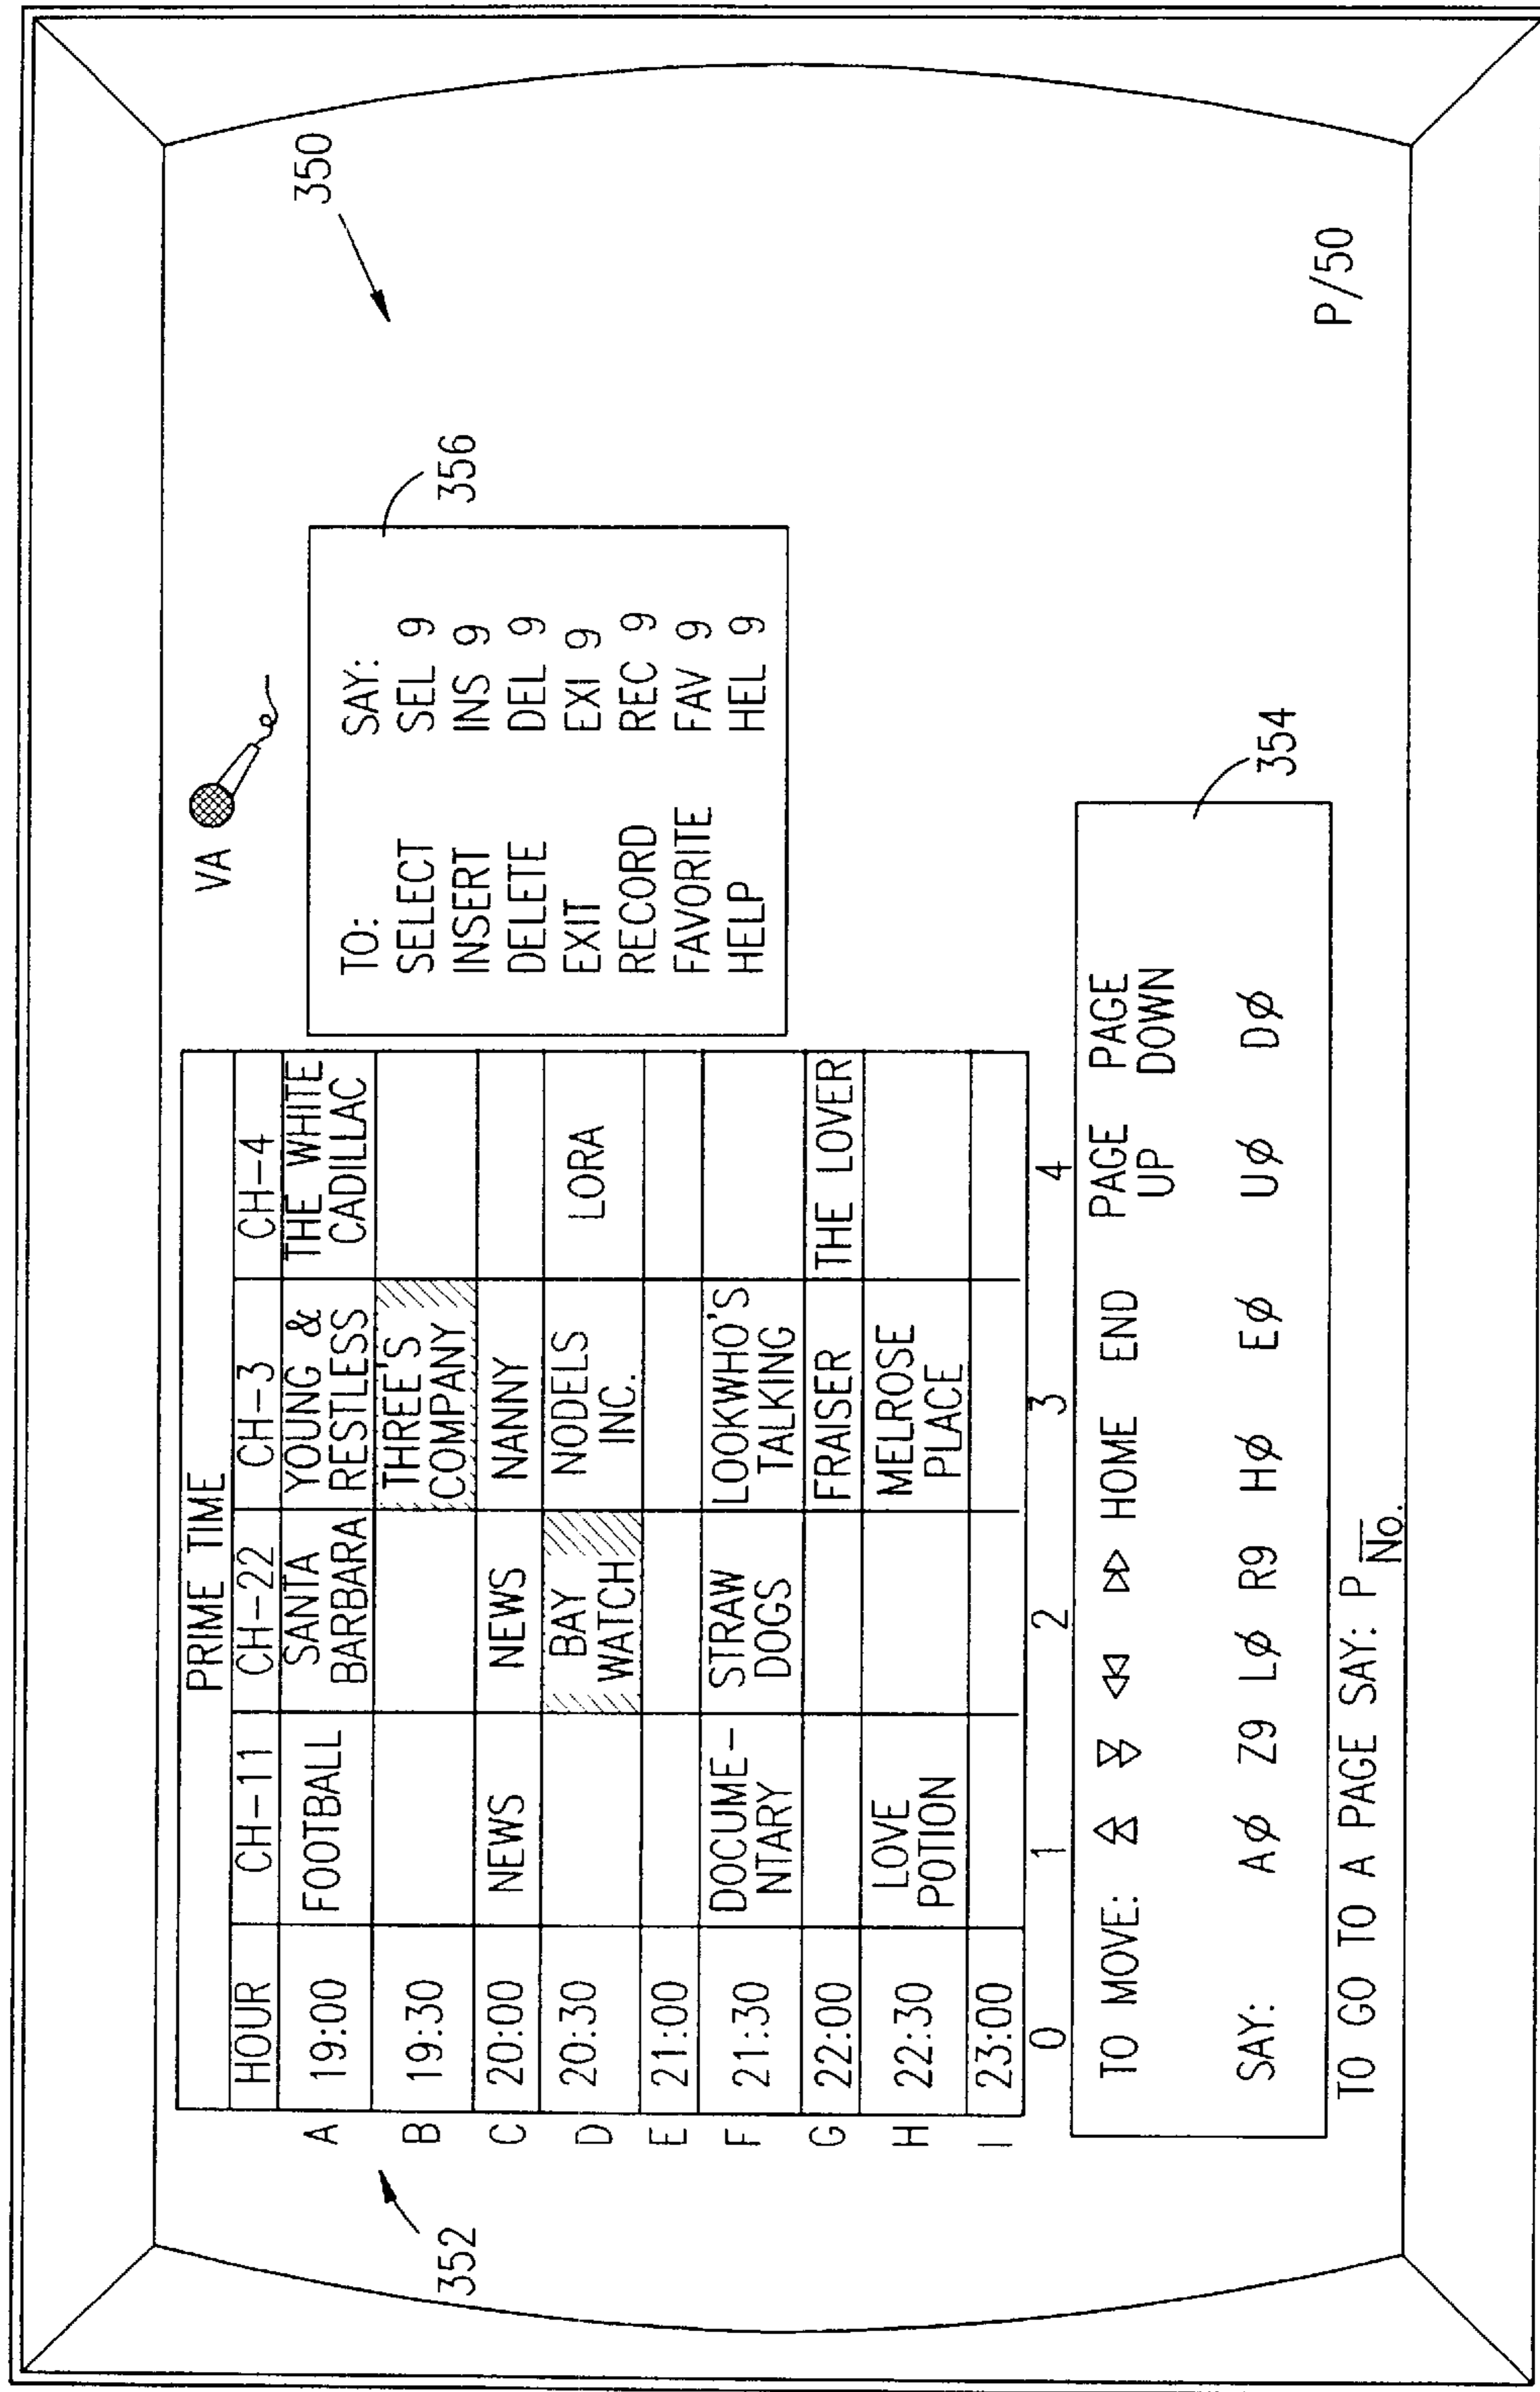 350
VA
352
PRIME TIME
HOUR CH-11 CH-22 CH-3 CH-4
A 19:00 FOOTBALL SANTA BARBARA YOUNG & RESTLESS THE WHITE CADILLAC
B 19:30 THREE'S COMPANY
C 20:00 NEWS NEWS NANNY
D 20:30 BAY WATCH NODELS INC. LORA
E 21:00
F 21:30 DOCUME-NTARY STRAW DOGS LOOKWHO'S TALKING
G 22:00 FRAISER THE LOVER
H 22:30 LOVE POTION MELROSE PLACE
I 23:00
0 1 2 3 4
356
TO: SAY:
SELECT SEL 9
INSERT INS 9
DELETE DEL 9
EXIT EXI 9
RECORD REC 9
FAVORITE FAV 9
HELP HEL 9
354
TO MOVE: HOME END PAGE UP PAGE DOWN
SAY: AØ Z9 LØ R9 HØ EØ UØ DØ
TO GO TO A PAGE SAY: P No.
P/50